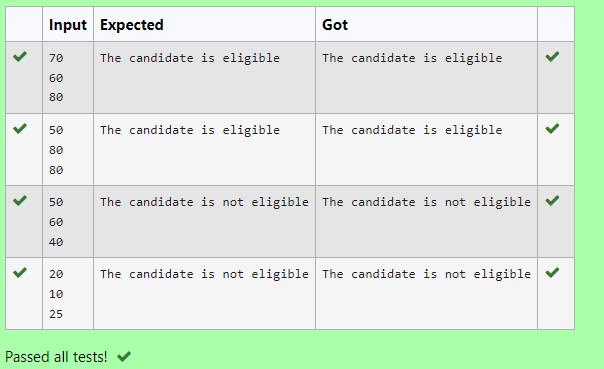 Input Expected Got
70 The candidate is eligible The candidate is eligible
60
80
50 The candidate is eligible The candidate is eligible
80
80
50 The candidate is not eligible The candidate is not eligible
60
40
20 The candidate is not eligible The candidate is not eligible
10
25
Passed all tests!